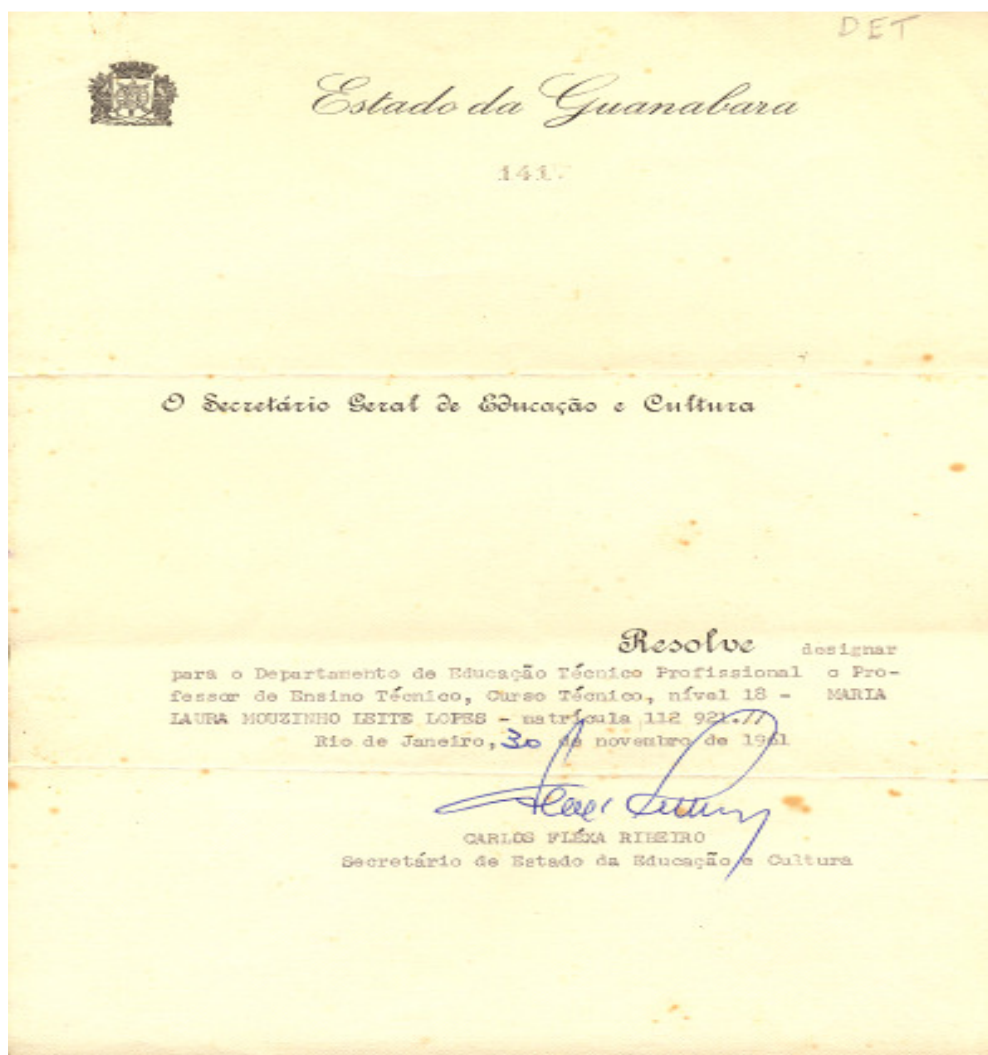 DET
Estado da Guanabara
141
O Secretário Geral de Educação e Cultura
Resolve designar
para o Departamento de Educação Técnico Profissional o Pro-
fessor de Ensino Técnico, Curso Técnico, nível 18 - MARIA
LAURA MOUZINHO LEITE LOPES - matrícula 112 921.//
Rio de Janeiro, 30 de novembro de 1961
CARLOS FLÉXA RIBEIRO
Secretário de Estado da Educação e Cultura